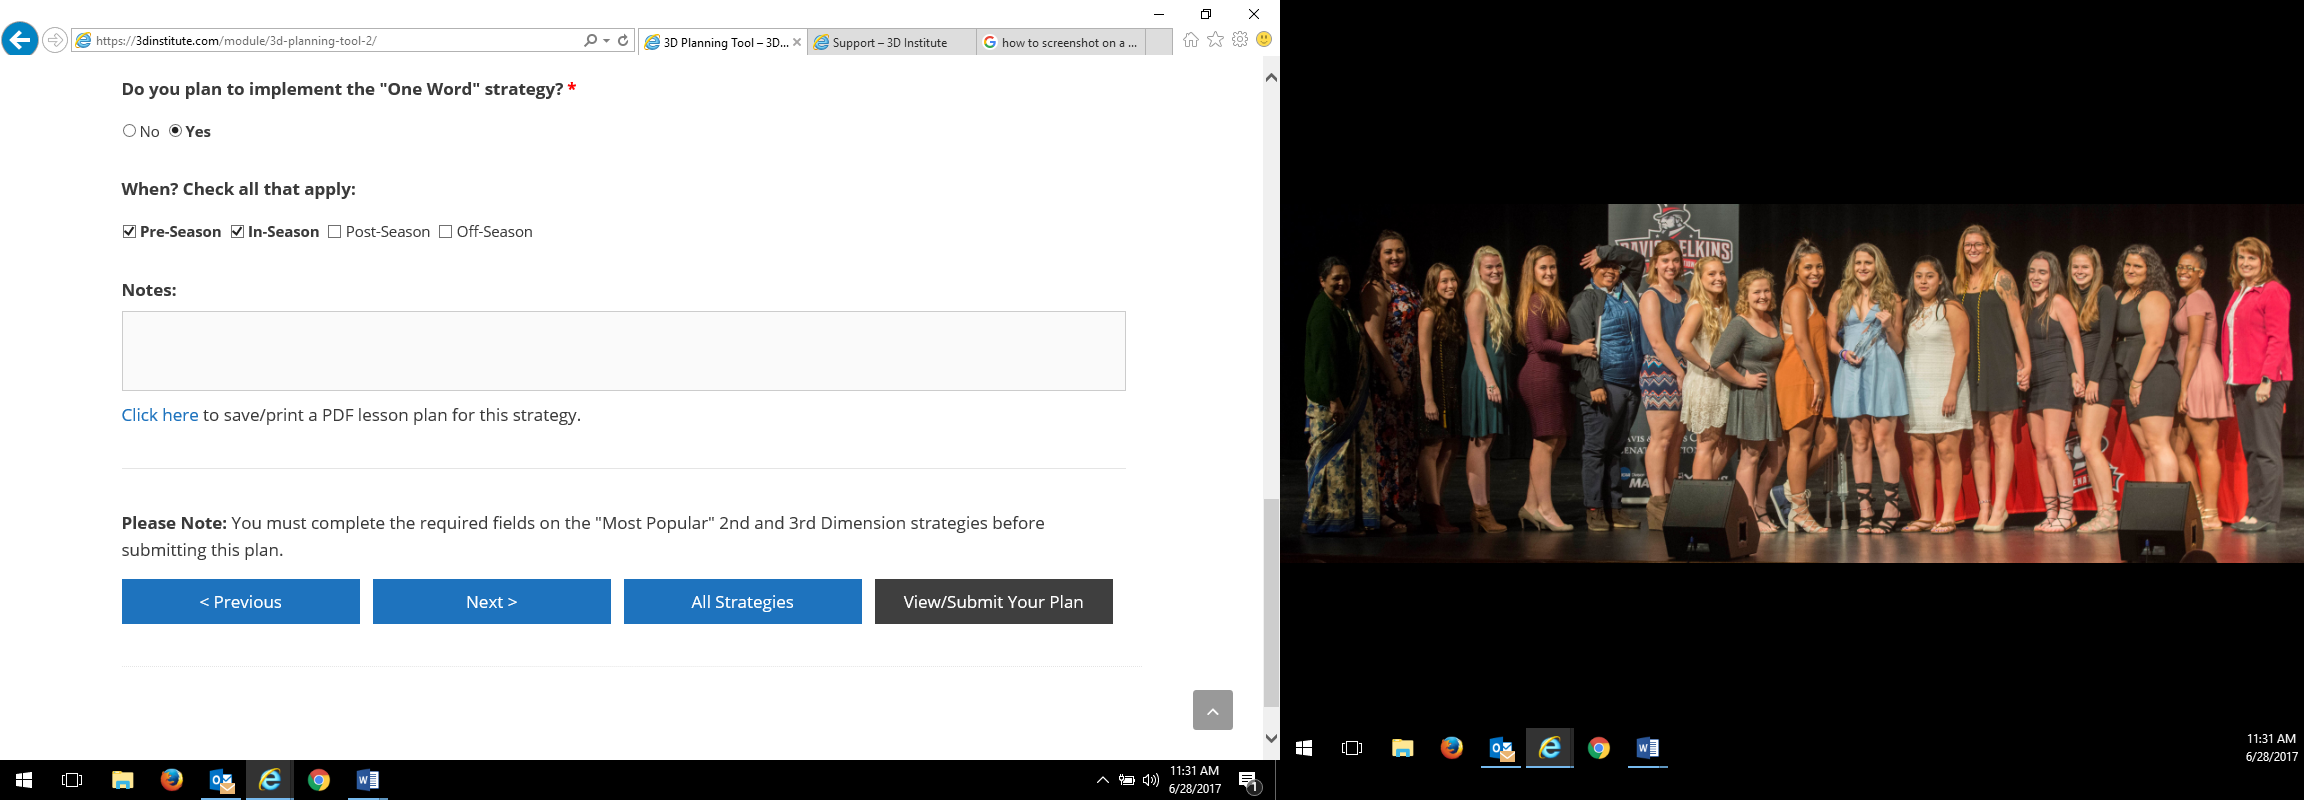 https://3dinstitute.com/module/3d-planning-tool-2/
3D Planning Tool – 3D...
Support – 3D Institute
how to screenshot on a ...
Do you plan to implement the "One Word" strategy? *
No Yes
When? Check all that apply:
Pre-Season In-Season Post-Season Off-Season
Notes:
Click here to save/print a PDF lesson plan for this strategy.
Please Note: You must complete the required fields on the "Most Popular" 2nd and 3rd Dimension strategies before
submitting this plan.
< Previous
Next >
All Strategies
View/Submit Your Plan
11:31 AM
6/28/2017
1
11:31 AM
6/28/2017